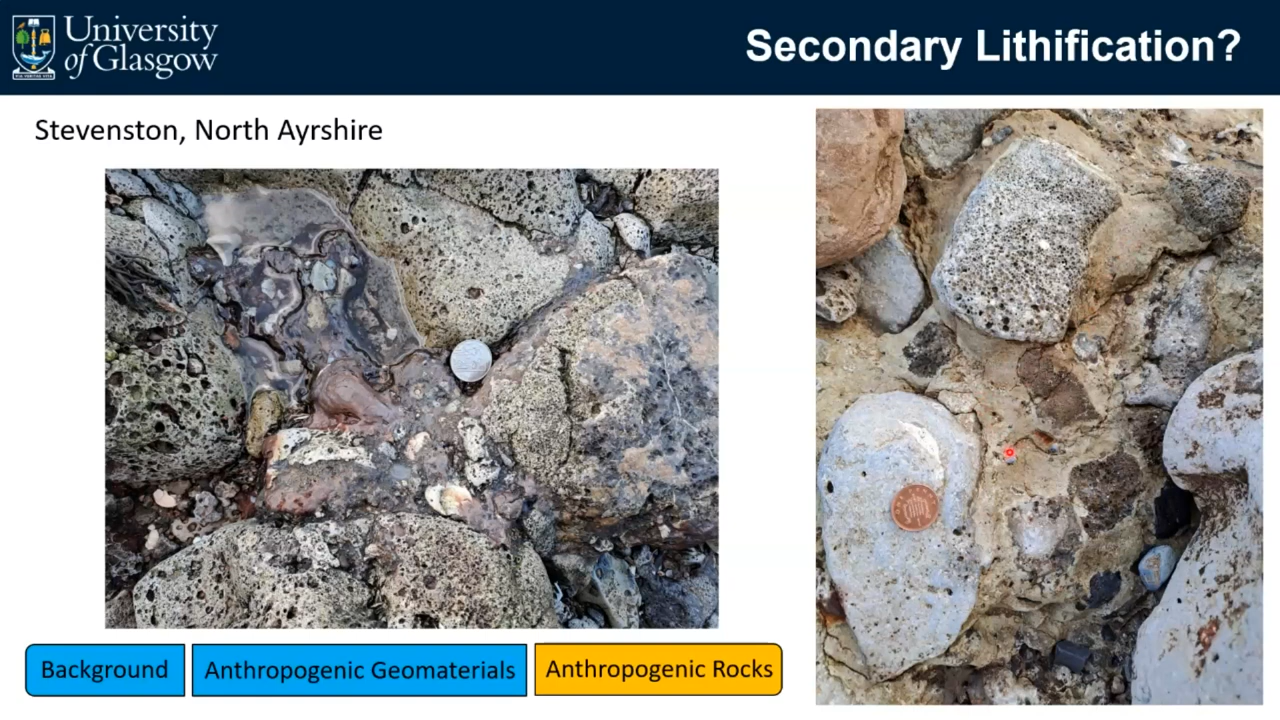 University
of Glasgow
Secondary Lithification?
Stevenston, North Ayrshire
Background
Anthropogenic Geomaterials
Anthropogenic Rocks